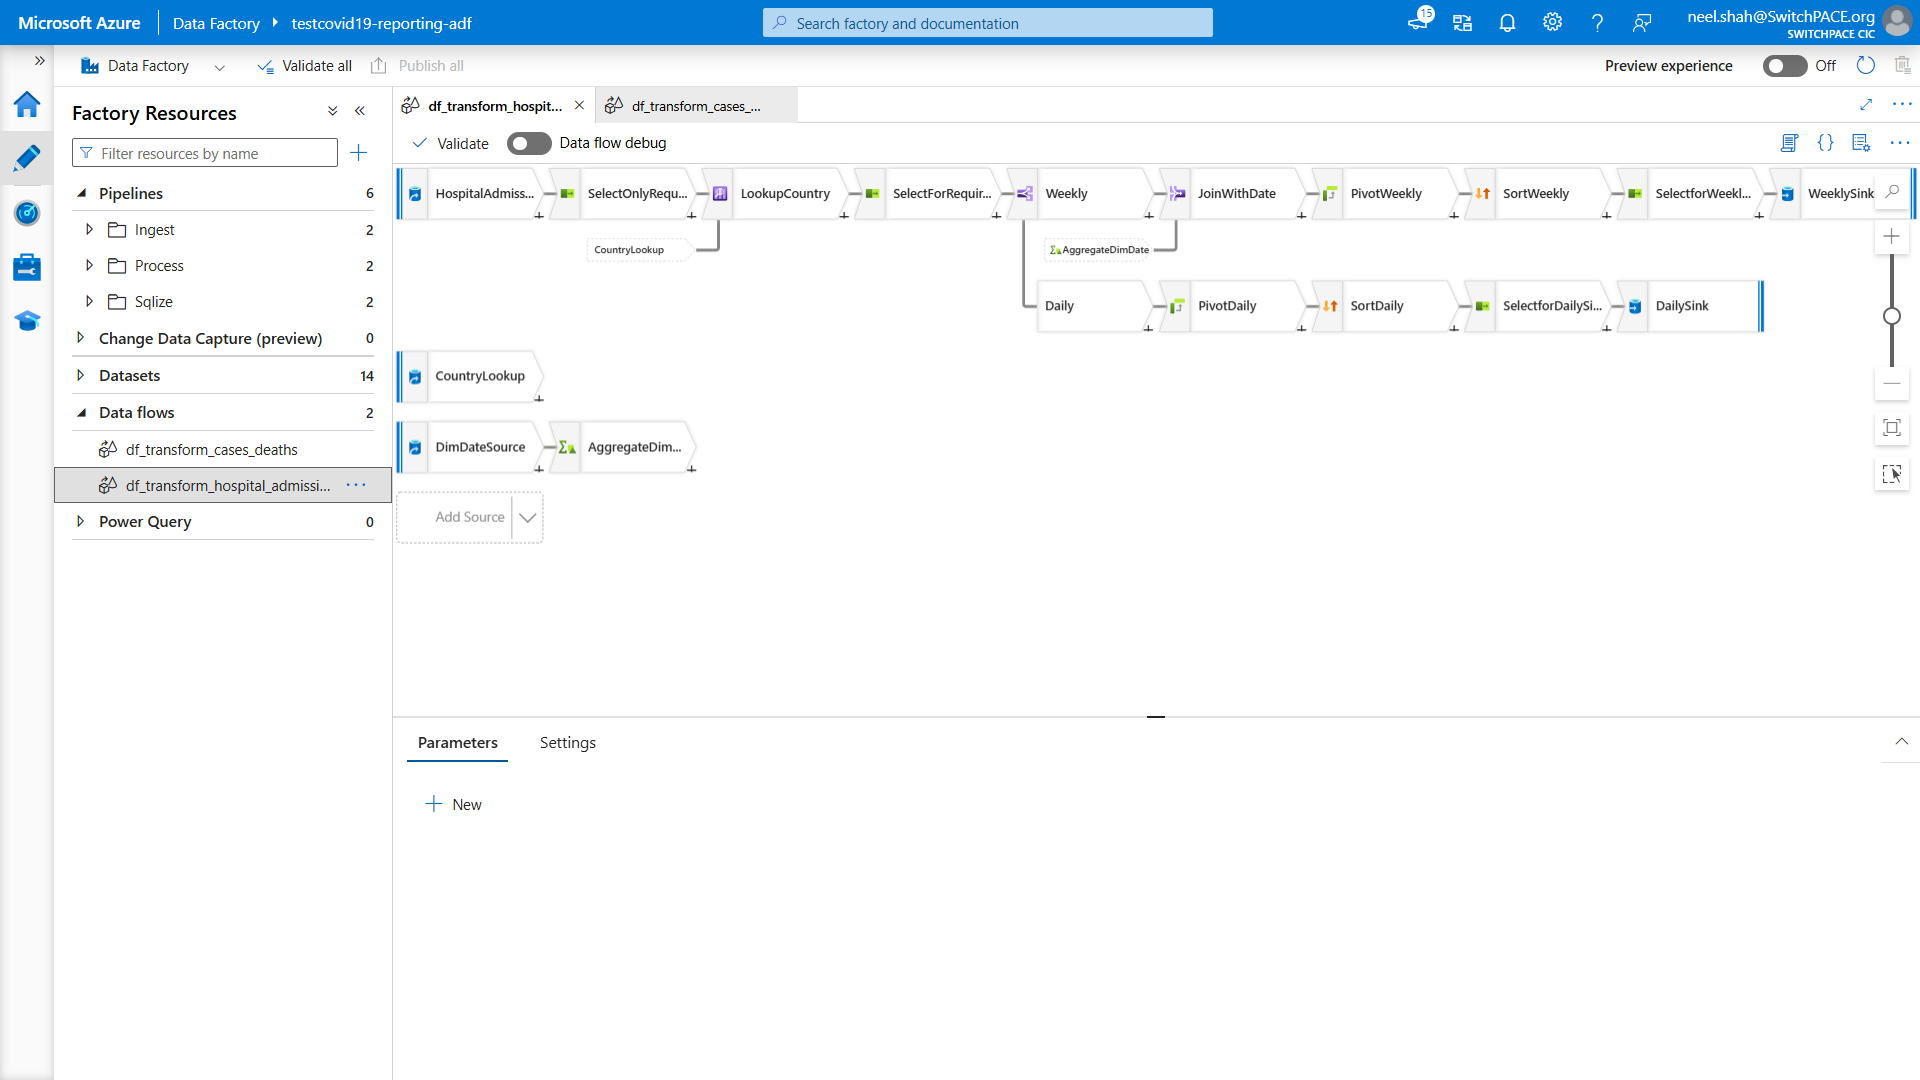 Microsoft Azure
Data Factory
testcovid19-reporting-adf
Search factory and documentation
15
neel.shah@SwitchPACE.org
SWITCHPACE CIC
Data Factory
Validate all
Publish all
Preview experience
Off
Factory Resources
Filter resources by name
Pipelines 6
Ingest 2
Process 2
Sqlize 2
Change Data Capture (preview) 0
Datasets 14
Data flows 2
df_transform_cases_deaths
df_transform_hospital_admissi...
Power Query 0
df_transform_hospit...
df_transform_cases_...
Validate
Data flow debug
HospitalAdmiss...
SelectOnlyRequ...
LookupCountry
SelectForRequir...
Weekly
JoinWithDate
PivotWeekly
SortWeekly
SelectforWeekl...
WeeklySink
CountryLookup
AggregateDimDate
Daily
PivotDaily
SortDaily
SelectforDailySi...
DailySink
CountryLookup
DimDateSource
AggregateDim...
Add Source
Parameters
Settings
New